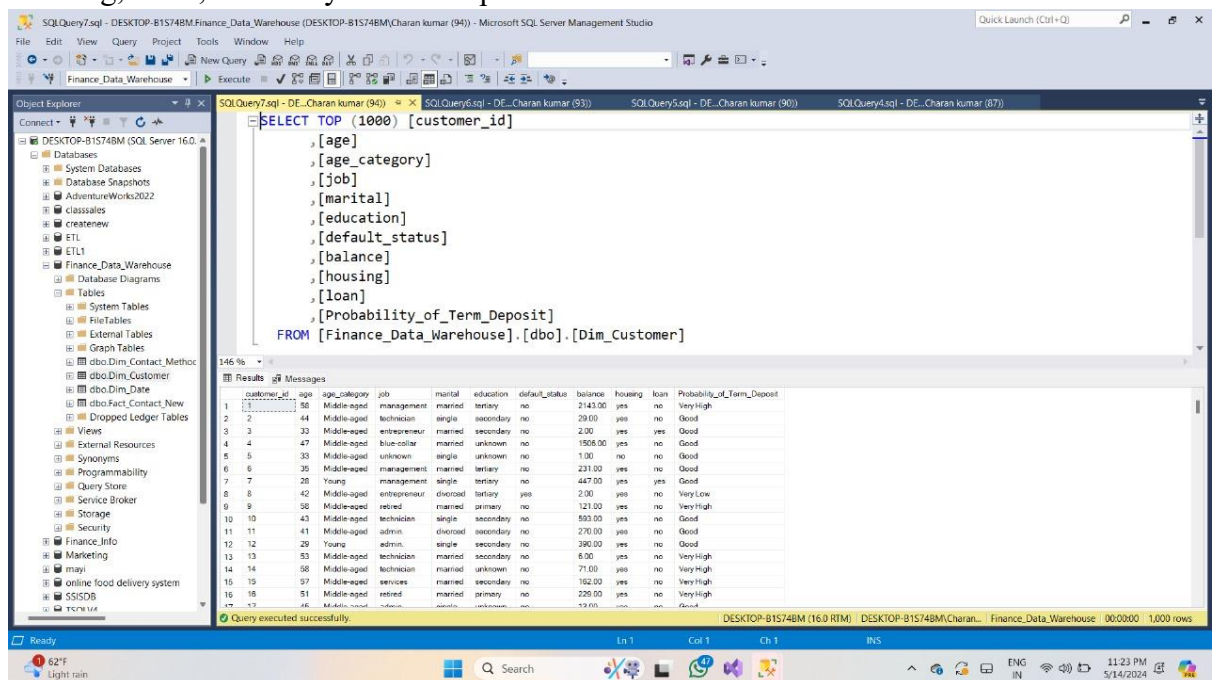 SQLQuery7.sql - DESKTOP-B1S74BM.Finance_Data_Warehouse (DESKTOP-B1S74BM\Charan kumar (94)) - Microsoft SQL Server Management Studio
Quick Launch (Ctrl+Q)
File Edit View Query Project Tools Window Help
New Query
Finance_Data_Warehouse Execute
Object Explorer
SQLQuery7.sql - DE...Charan kumar (94)) SQLQuery6.sql - DE...Charan kumar (93)) SQLQuery5.sql - DE...Charan kumar (90)) SQLQuery4.sql - DE...Charan kumar (87))
Connect
DESKTOP-B1S74BM (SQL Server 16.0.
Databases
System Databases
Database Snapshots
AdventureWorks2022
classsales
createnew
ETL
ETL1
Finance_Data_Warehouse
Database Diagrams
Tables
System Tables
FileTables
External Tables
Graph Tables
dbo.Dim_Contact_Method
dbo.Dim_Customer
dbo.Dim_Date
dbo.Fact_Contact_New
Dropped Ledger Tables
Views
External Resources
Synonyms
Programmability
Query Store
Service Broker
Storage
Security
Finance_Info
Marketing
mayi
online food delivery system
SSISDB
SELECT TOP (1000) [customer_id]
,[age]
,[age_category]
,[job]
,[marital]
,[education]
,[default_status]
,[balance]
,[housing]
,[loan]
,[Probability_of_Term_Deposit]
FROM [Finance_Data_Warehouse].[dbo].[Dim_Customer]
146 %
Results Messages
customer_id age age_category job marital education default_status balance housing loan Probability_of_Term_Deposit
1 1 58 Middle-aged management married tertiary no 2143.00 yes no Very High
2 2 44 Middle-aged technician single secondary no 29.00 yes no Good
3 3 33 Middle-aged entrepreneur married secondary no 2.00 yes yes Good
4 4 47 Middle-aged blue-collar married unknown no 1506.00 yes no Good
5 5 33 Middle-aged unknown single unknown no 1.00 no no Good
6 6 35 Middle-aged management married tertiary no 231.00 yes no Good
7 7 28 Young management single tertiary no 447.00 yes yes Good
8 8 42 Middle-aged entrepreneur divorced tertiary yes 2.00 yes no Very Low
9 9 58 Middle-aged retired married primary no 121.00 yes no Very High
10 10 43 Middle-aged technician single secondary no 593.00 yes no Good
11 11 41 Middle-aged admin. divorced secondary no 270.00 yes no Good
12 12 29 Young admin. single secondary no 390.00 yes no Good
13 13 53 Middle-aged technician married secondary no 6.00 yes no Very High
14 14 58 Middle-aged technician married unknown no 71.00 yes no Very High
15 15 57 Middle-aged services married secondary no 162.00 yes no Very High
16 16 51 Middle-aged retired married primary no 229.00 yes no Very High
Query executed successfully. DESKTOP-B1S74BM (16.0 RTM) DESKTOP-B1S74BM\Charan... Finance_Data_Warehouse 00:00:00 1,000 rows
Ready Ln 1 Col 1 Ch 1 INS
62°F
Light rain
Search
47
ENG
IN
11:23 PM
5/14/2024